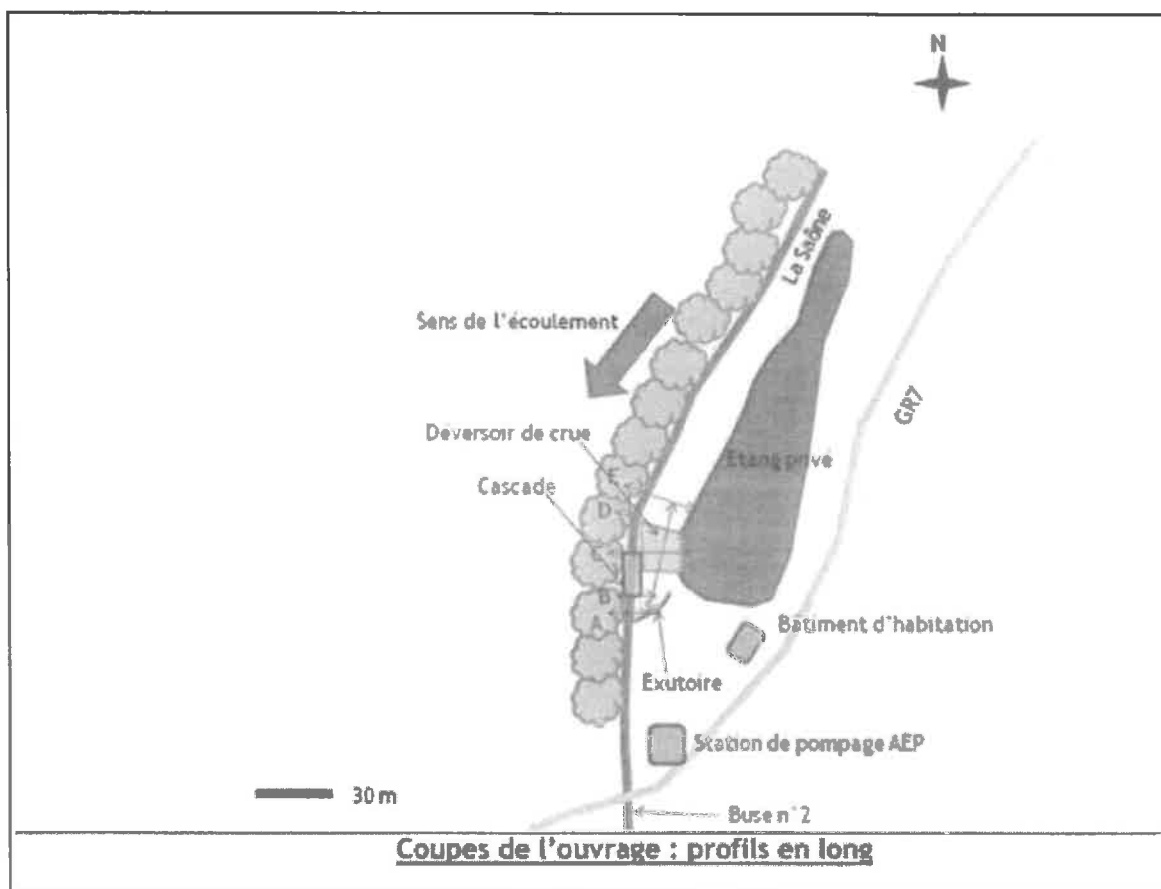 N
La Saône
Sens de l'écoulement
GR7
Déversoir de crue
Etang privé
Cascade
E
D
C
B
A
Bâtiment d'habitation
Exutoire
Station de pompage AEP
30 m
Buse n°2
Coupes de l'ouvrage : profils en long